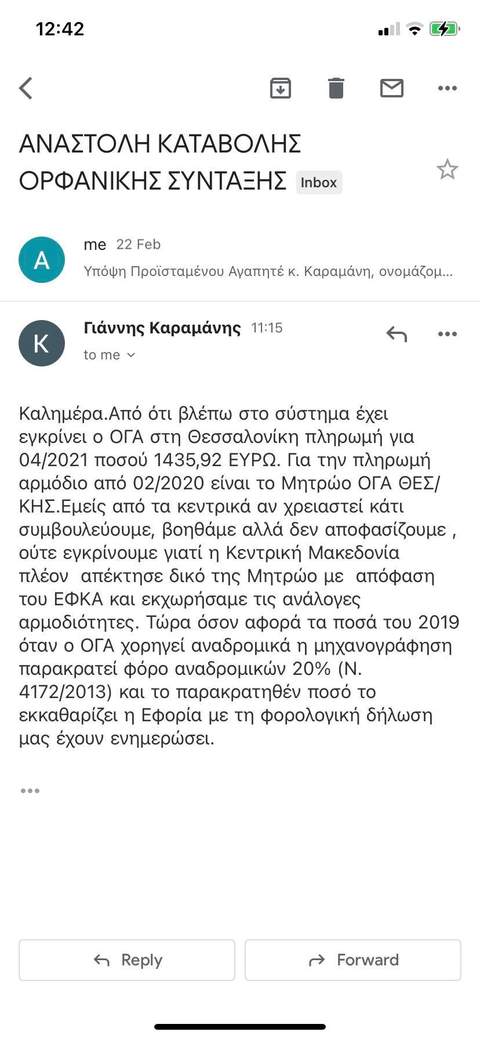 12:42
ΑΝΑΣΤΟΛΗ ΚΑΤΑΒΟΛΗΣ
ΟΡΦΑΝΙΚΗΣ ΣΥΝΤΑΞΗΣ Inbox
A
me 22 Feb
Υπόψη Προϊσταμένου Αγαπητέ κ. Καραμάνη, ονομάζομ...
K
Γιάννης Καραμάνης 11:15
to me
Καλημέρα.Από ότι βλέπω στο σύστημα έχει
εγκρίνει ο ΟΓΑ στη Θεσσαλονίκη πληρωμή για
04/2021 ποσού 1435,92 ΕΥΡΩ. Για την πληρωμή
αρμόδιο από 02/2020 είναι το Μητρώο ΟΓΑ ΘΕΣ/
ΚΗΣ.Εμείς από τα κεντρικά αν χρειαστεί κάτι
συμβουλεύουμε, βοηθάμε αλλά δεν αποφασίζουμε ,
ούτε εγκρίνουμε γιατί η Κεντρική Μακεδονία
πλέον  απέκτησε δικό της Μητρώο με  απόφαση
του ΕΦΚΑ και εκχωρήσαμε τις ανάλογες
αρμοδιότητες. Τώρα όσον αφορά τα ποσά του 2019
όταν ο ΟΓΑ χορηγεί αναδρομικά η μηχανογράφηση
παρακρατεί φόρο αναδρομικών 20% (Ν.
4172/2013) και το παρακρατηθέν ποσό το
εκκαθαρίζει η Εφορία με τη φορολογική δήλωση
μας έχουν ενημερώσει.
Reply
Forward